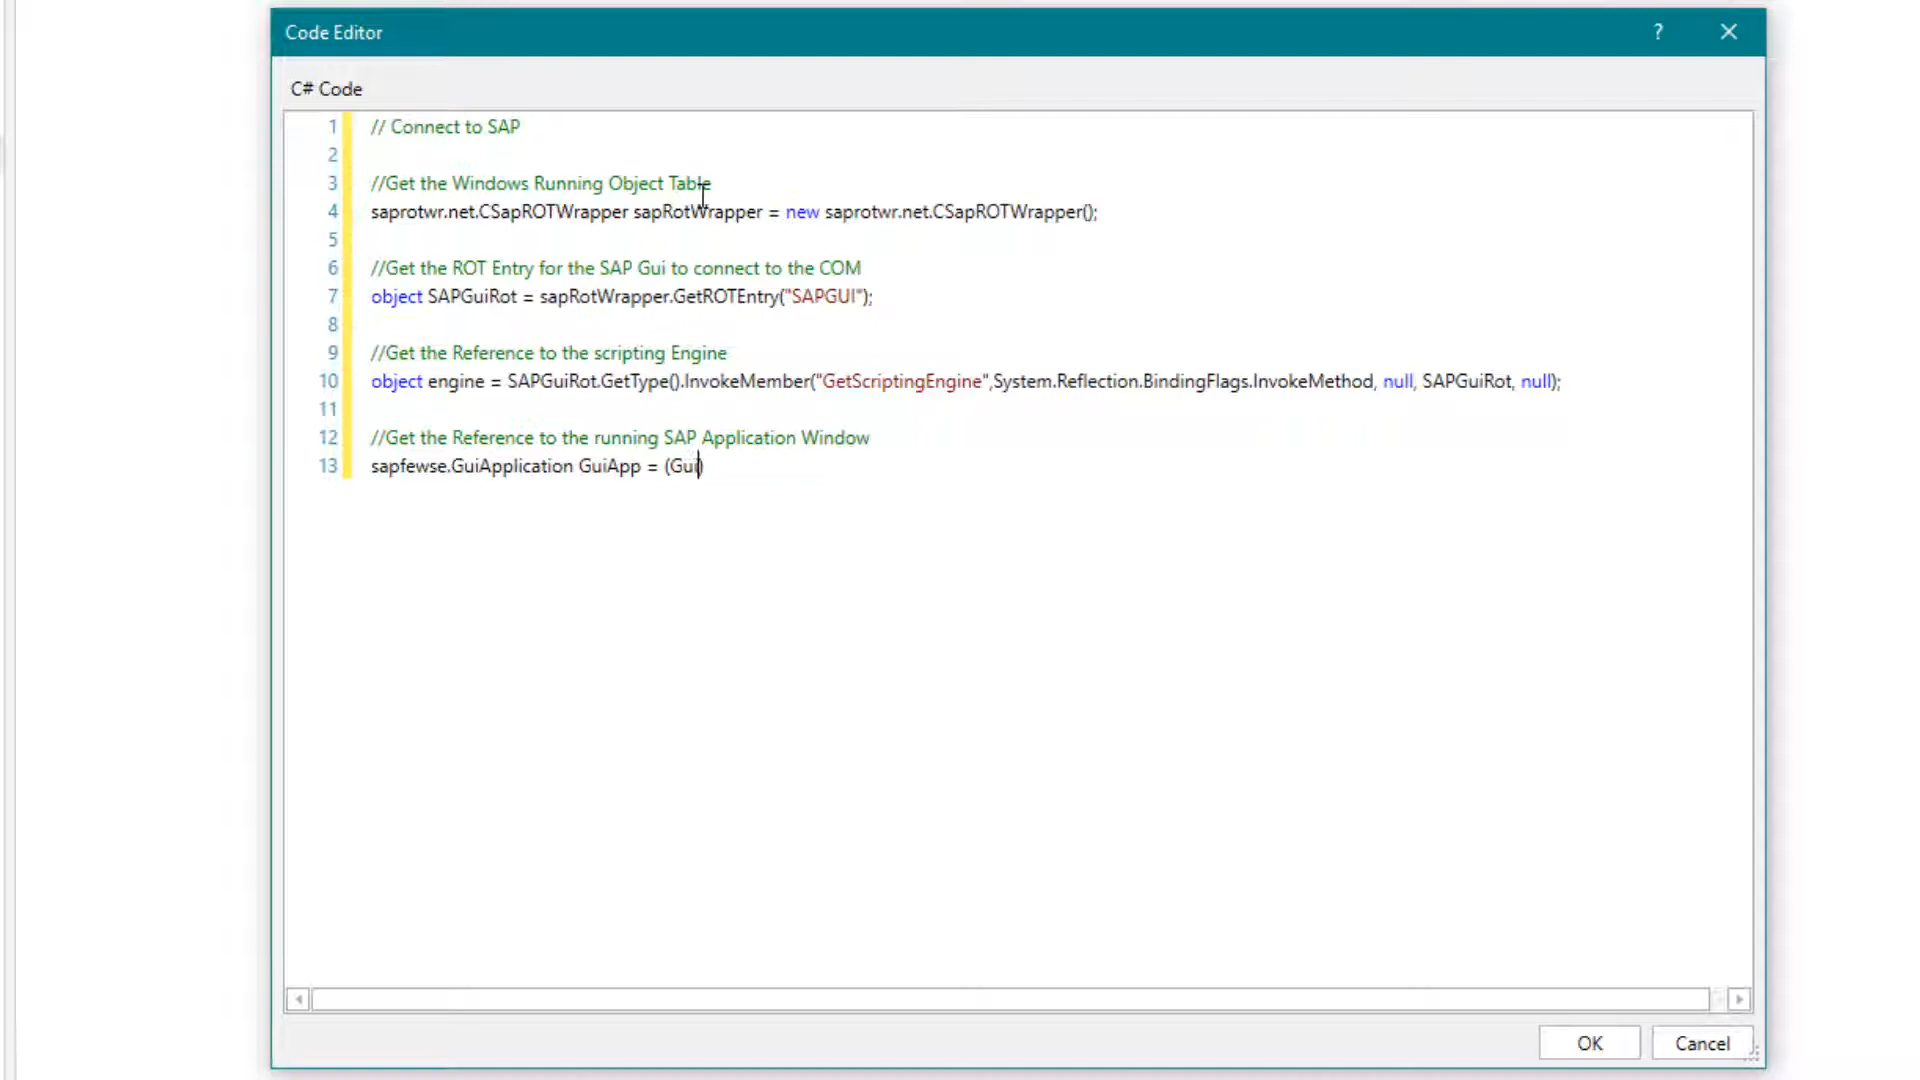 Code Editor
?
C# Code
1 // Connect to SAP
2
3 //Get the Windows Running Object Table
4 saprotwr.net.CSapROTWrapper sapRotWrapper = new saprotwr.net.CSapROTWrapper();
5
6 //Get the ROT Entry for the SAP Gui to connect to the COM
7 object SAPGuiRot = sapRotWrapper.GetROTEntry("SAPGUI");
8
9 //Get the Reference to the scripting Engine
10 object engine = SAPGuiRot.GetType().InvokeMember("GetScriptingEngine",System.Reflection.BindingFlags.InvokeMethod, null, SAPGuiRot, null);
11
12 //Get the Reference to the running SAP Application Window
13 sapfewse.GuiApplication GuiApp = (Gui)
OK Cancel